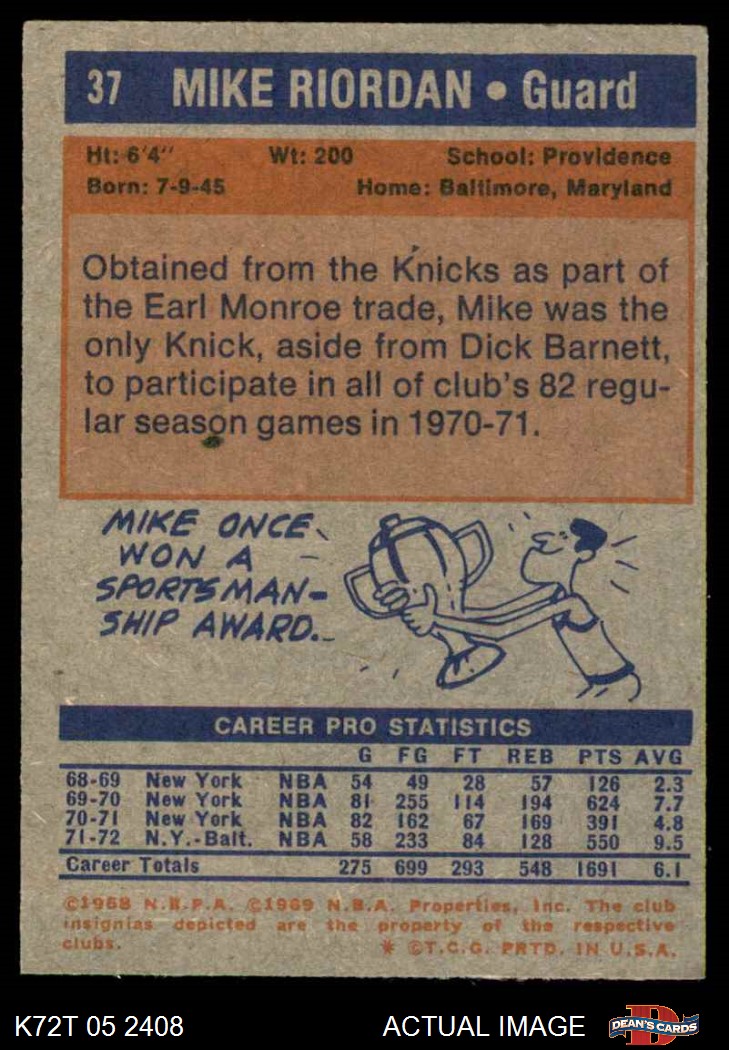 37 MIKE RIORDAN • Guard
Ht: 6'4" Wt: 200 School: Providence
Born: 7-9-45 Home: Baltimore, Maryland
Obtained from the Knicks as part of
the Earl Monroe trade, Mike was the
only Knick, aside from Dick Barnett,
to participate in all of club's 82 regu-
lar season games in 1970-71.
MIKE ONCE
WON A
SPORTSMAN-
SHIP AWARD...
CAREER PRO STATISTICS
G FG FT REB PTS AVG
68-69 New York NBA 54 49 28 57 126 2.3
69-70 New York NBA 81 255 114 194 624 7.7
70-71 New York NBA 82 162 67 169 391 4.8
71-72 N.Y.-Balt. NBA 58 233 84 128 550 9.5
Career Totals 275 699 293 548 1691 6.1
©1968 N.B.P.A. ©1969 N.B.A. Properties, Inc. The club
insignias depicted are the property of the respective
clubs. * ©T.C.G. PRTD. IN U.S.A.
K72T 05 2408 ACTUAL IMAGE DEAN'S CARDS